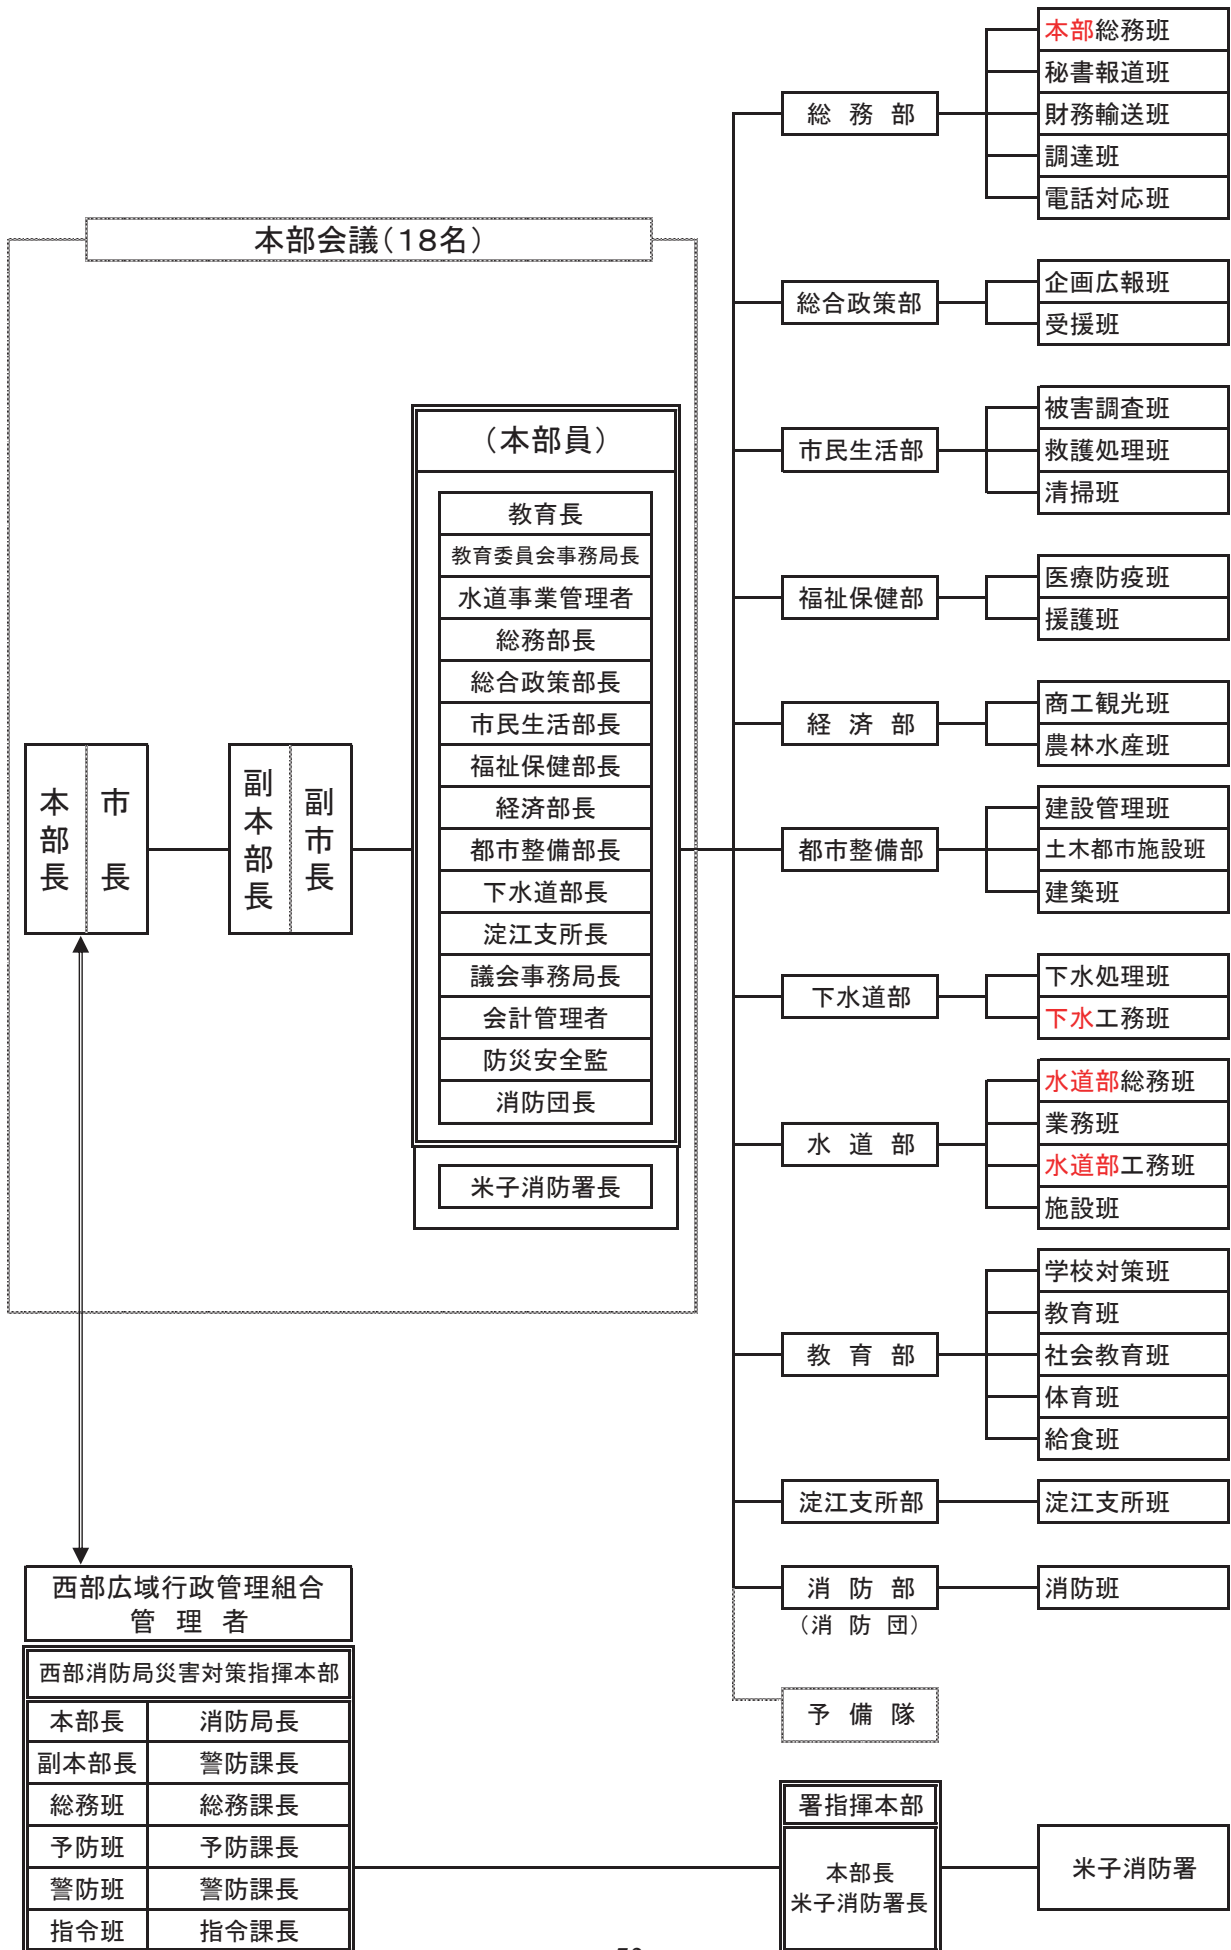 本部会議(18名)
本部長
市長
副本部長
副市長
(本部員)
教育長
教育委員会事務局長
水道事業管理者
総務部長
総合政策部長
市民生活部長
福祉保健部長
経済部長
都市整備部長
下水道部長
淀江支所長
議会事務局長
会計管理者
防災安全監
消防団長
米子消防署長
総務部
本部総務班
秘書報道班
財務輸送班
調達班
電話対応班
総合政策部
企画広報班
受援班
市民生活部
被害調査班
救護処理班
清掃班
福祉保健部
医療防疫班
援護班
経済部
商工観光班
農林水産班
都市整備部
建設管理班
土木都市施設班
建築班
下水道部
下水処理班
下水工務班
水道部
水道部総務班
業務班
水道部工務班
施設班
教育部
学校対策班
教育班
社会教育班
体育班
給食班
淀江支所部
淀江支所班
消防部
(消防団)
消防班
予備隊
西部広域行政管理組合
管理者
西部消防局災害対策指揮本部
本部長 消防局長
副本部長 警防課長
総務班 総務課長
予防班 予防課長
警防班 警防課長
指令班 指令課長
署指揮本部
本部長
米子消防署長
米子消防署